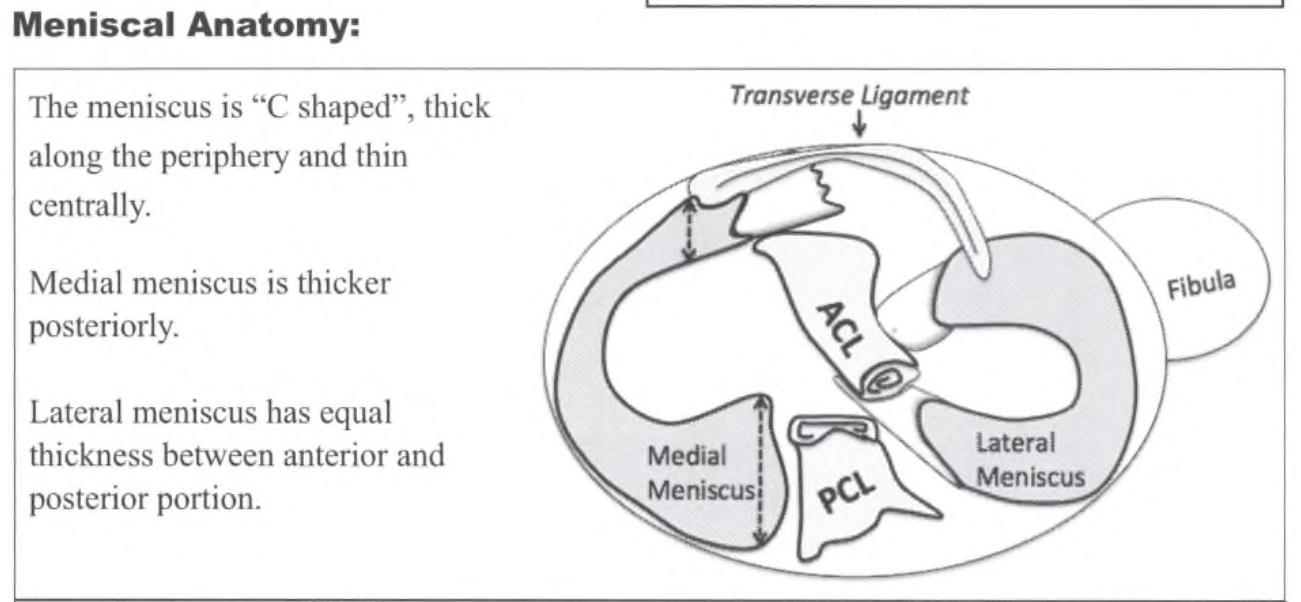 Meniscal Anatomy:
The meniscus is “C shaped”, thick
along the periphery and thin
centrally.
Medial meniscus is thicker
posteriorly.
Lateral meniscus has equal
thickness between anterior and
posterior portion.
Transverse Ligament
Fibula
ACL
Medial
Meniscus
PCL
Lateral
Meniscus